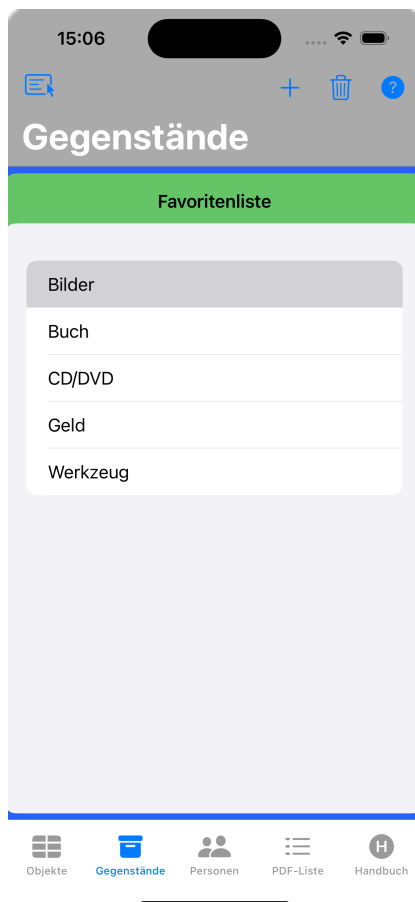 15:06
?
Gegenstände
Favoritenliste
Bilder
Buch
CD/DVD
Geld
Werkzeug
H
Objekte
Gegenstände
Personen
PDF-Liste
Handbuch